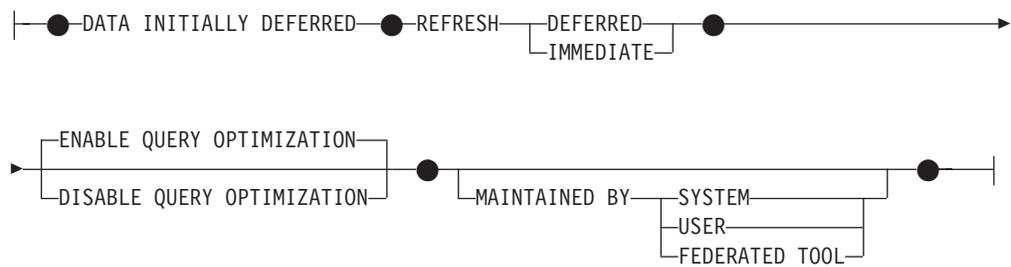 DATA INITIALLY DEFERRED REFRESH DEFERRED
IMMEDIATE
ENABLE QUERY OPTIMIZATION
DISABLE QUERY OPTIMIZATION MAINTAINED BY SYSTEM
USER
FEDERATED TOOL